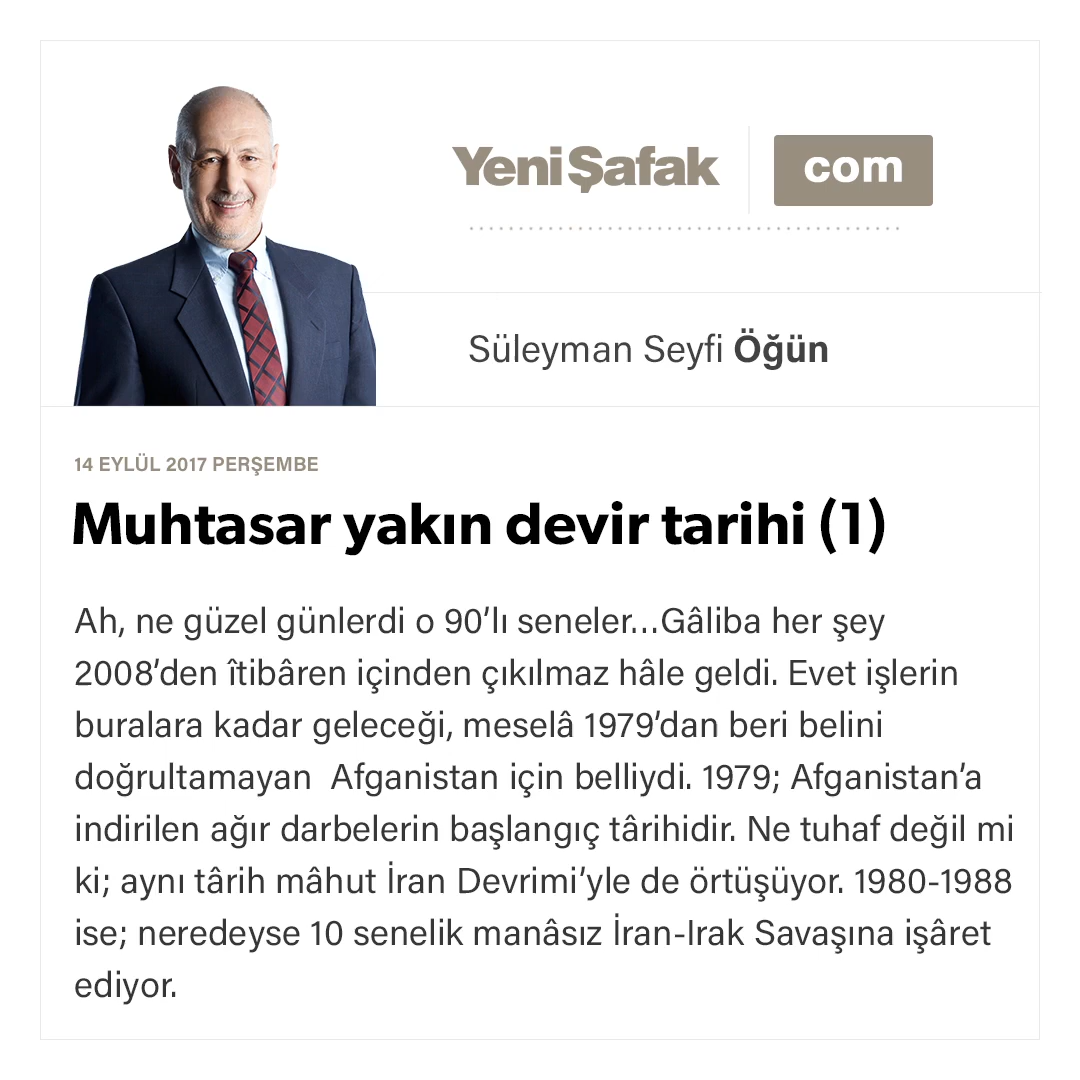 YeniŞafak com
Süleyman Seyfi Öğün
14 EYLÜL 2017 PERŞEMBE
Muhtasar yakın devir tarihi (1)
Ah, ne güzel günlerdi o 90’lı seneler...Gâliba her şey
2008’den îtibâren içinden çıkılmaz hâle geldi. Evet işlerin
buralara kadar geleceği, meselâ 1979’dan beri belini
doğrultamayan  Afganistan için belliydi. 1979; Afganistan’a
indirilen ağır darbelerin başlangıç târihidir. Ne tuhaf değil mi
ki; aynı târih mâhut İran Devrimi’yle de örtüşüyor. 1980-1988
ise; neredeyse 10 senelik manâsız İran-Irak Savaşına işâret
ediyor.